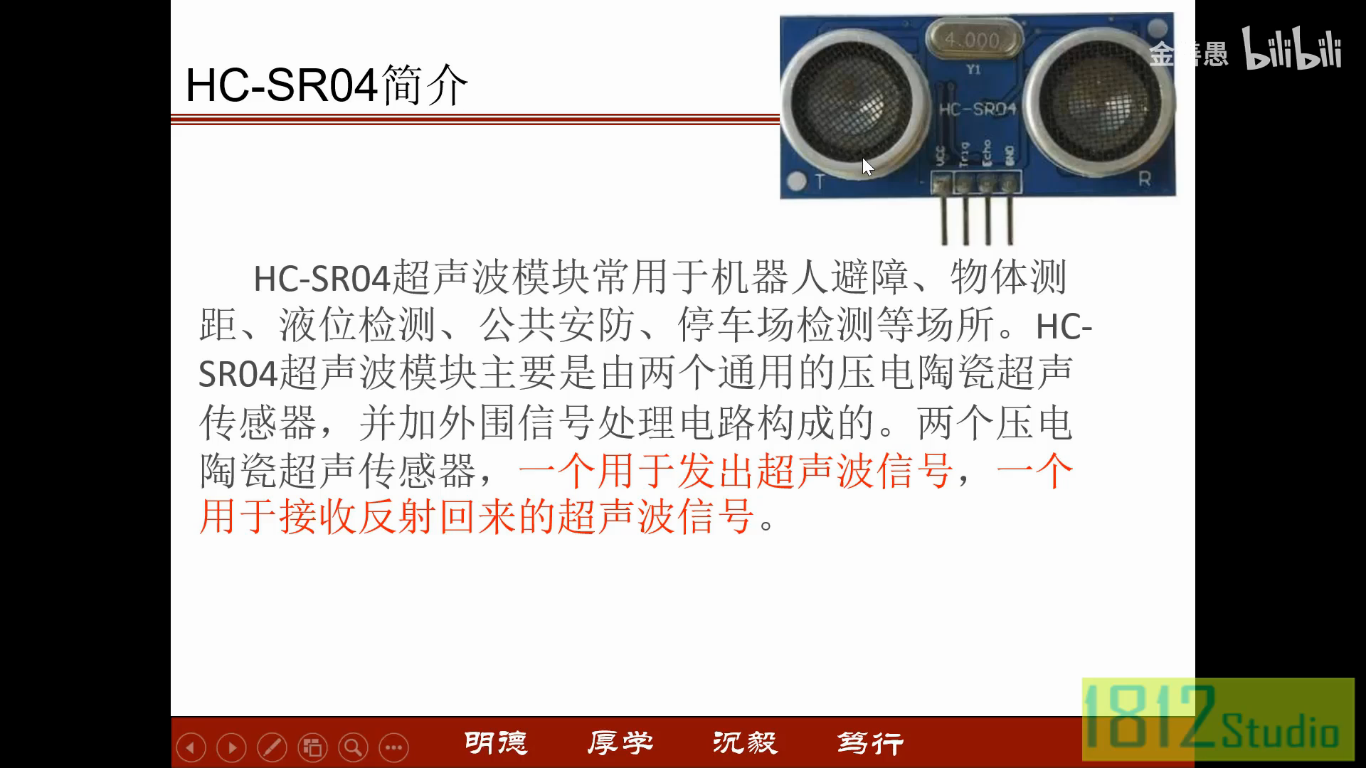 HC-SR04简介
4.000
Y1
HC-SR04
VCC
Trig
Echo
GND
T
R
金善愚 bilibili
HC-SR04超声波模块常用于机器人避障、物体测
距、液位检测、公共安防、停车场检测等场所。HC-
SR04超声波模块主要是由两个通用的压电陶瓷超声
传感器，并加外围信号处理电路构成的。两个压电
陶瓷超声传感器，一个用于发出超声波信号，一个
用于接收反射回来的超声波信号。
明德 厚学 沉毅 笃行
1812 Studio